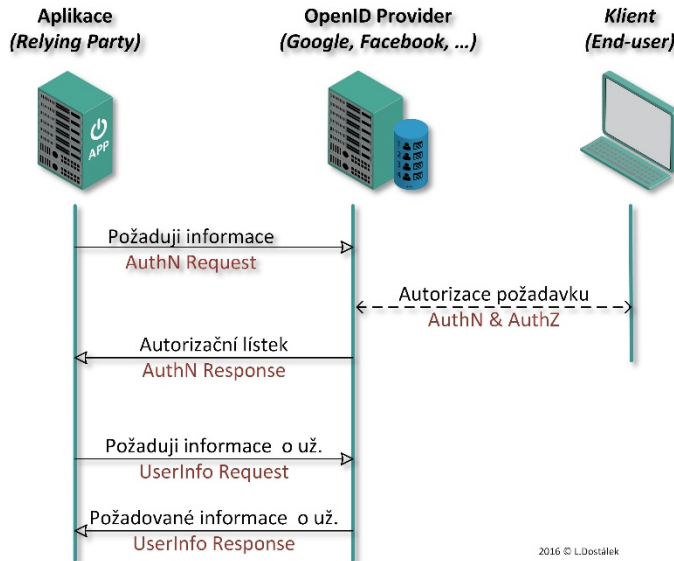 Aplikace
(Relying Party)
OpenID Provider
(Google, Facebook, ...)
Klient
(End-user)
APP
Požaduji informace
AuthN Request
Autorizace požadavku
AuthN & AuthZ
Autorizační lístek
AuthN Response
Požaduji informace o už.
UserInfo Request
Požadované informace o už.
UserInfo Response
2016 © L.Dostálek